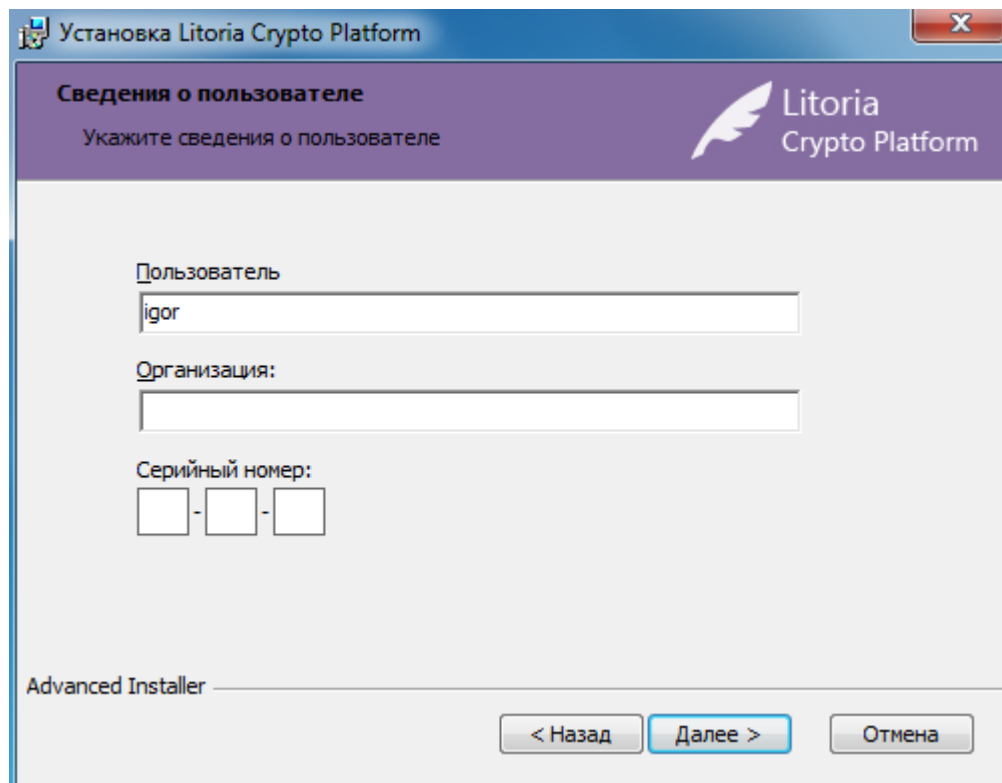 Установка Litoria Crypto Platform
Сведения о пользователе
Укажите сведения о пользователе
Litoria
Crypto Platform
Пользователь
igor
Организация:
Серийный номер:
- -
Advanced Installer
< Назад Далее > Отмена